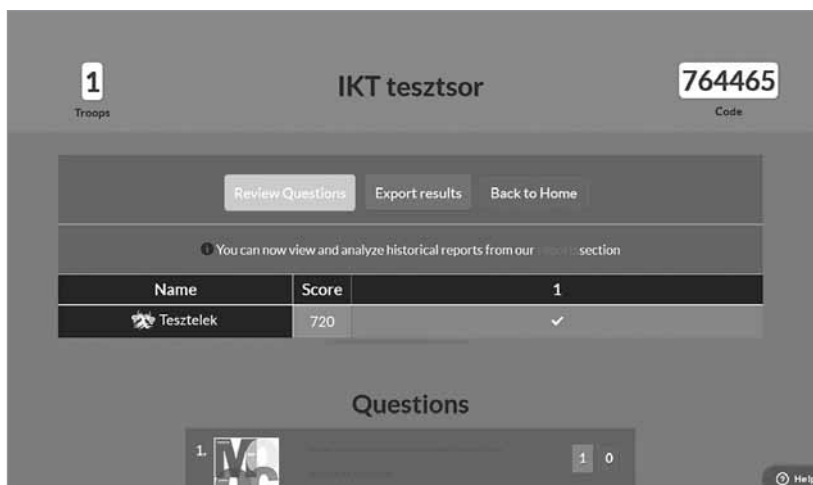 1
Troops
IKT tesztsor
764465
Code
Review Questions Export results Back to Home
You can now view and analyze historical reports from our reports section
Name Score 1
Tesztelek 720
Questions
1. 1 0
Help